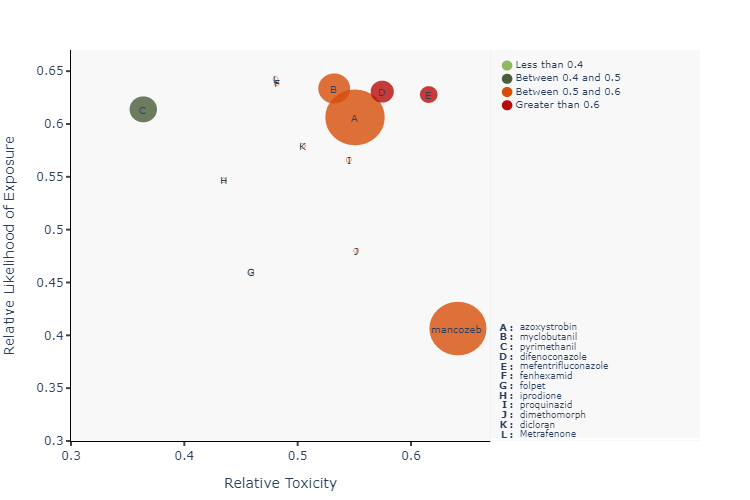 Less than 0.4
Between 0.4 and 0.5
Between 0.5 and 0.6
Greater than 0.6
0.65
0.6
0.55
0.5
0.45
0.4
0.35
0.3
Relative Likelihood of Exposure
F
B
D
E
C
A
K
I
H
J
G
mancozeb
A : azoxystrobin
B : myclobutanil
C : pyrimethanil
D : difenoconazole
E : mefentrifluconazole
F : fenhexamid
G : folpet
H : iprodione
I : proquinazid
J : dimethomorph
K : dicloran
L : Metrafenone
0.3
0.4
0.5
0.6
Relative Toxicity